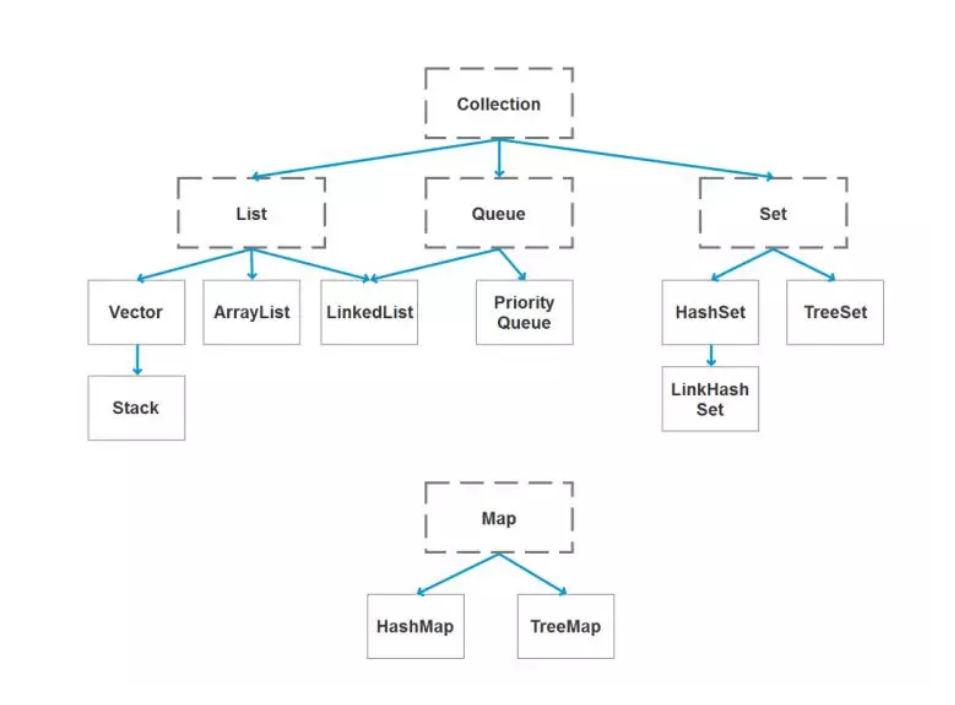 Collection
List
Queue
Set
Vector
ArrayList
LinkedList
Priority
Queue
HashSet
TreeSet
Stack
LinkHash
Set
Map
HashMap
TreeMap